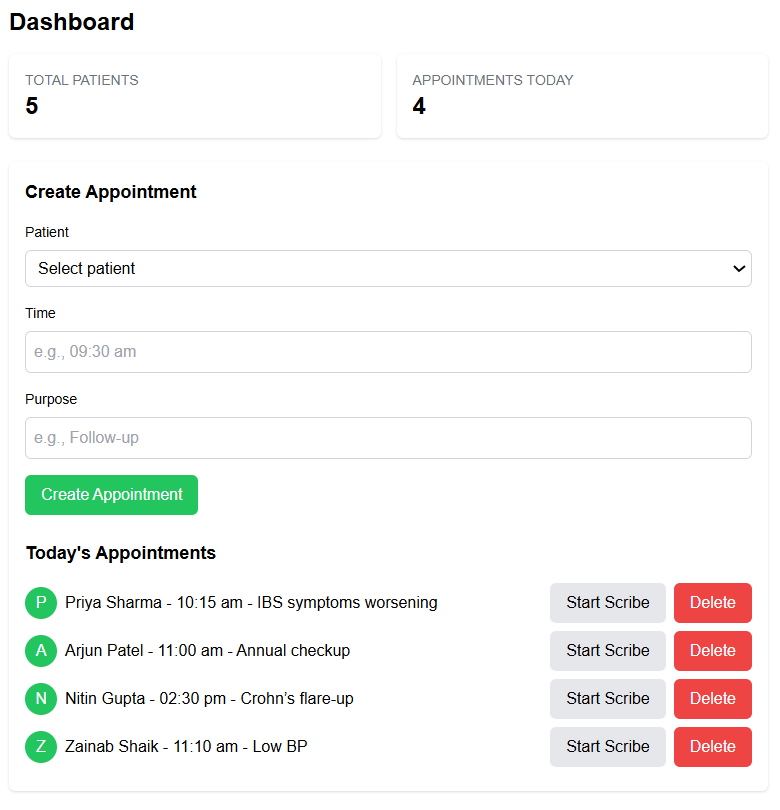 Dashboard
TOTAL PATIENTS
5
APPOINTMENTS TODAY
4
Create Appointment
Patient
Select patient
Time
e.g., 09:30 am
Purpose
e.g., Follow-up
Create Appointment
Today's Appointments
P Priya Sharma - 10:15 am - IBS symptoms worsening Start Scribe Delete
A Arjun Patel - 11:00 am - Annual checkup Start Scribe Delete
N Nitin Gupta - 02:30 pm - Crohn’s flare-up Start Scribe Delete
Z Zainab Shaik - 11:10 am - Low BP Start Scribe Delete